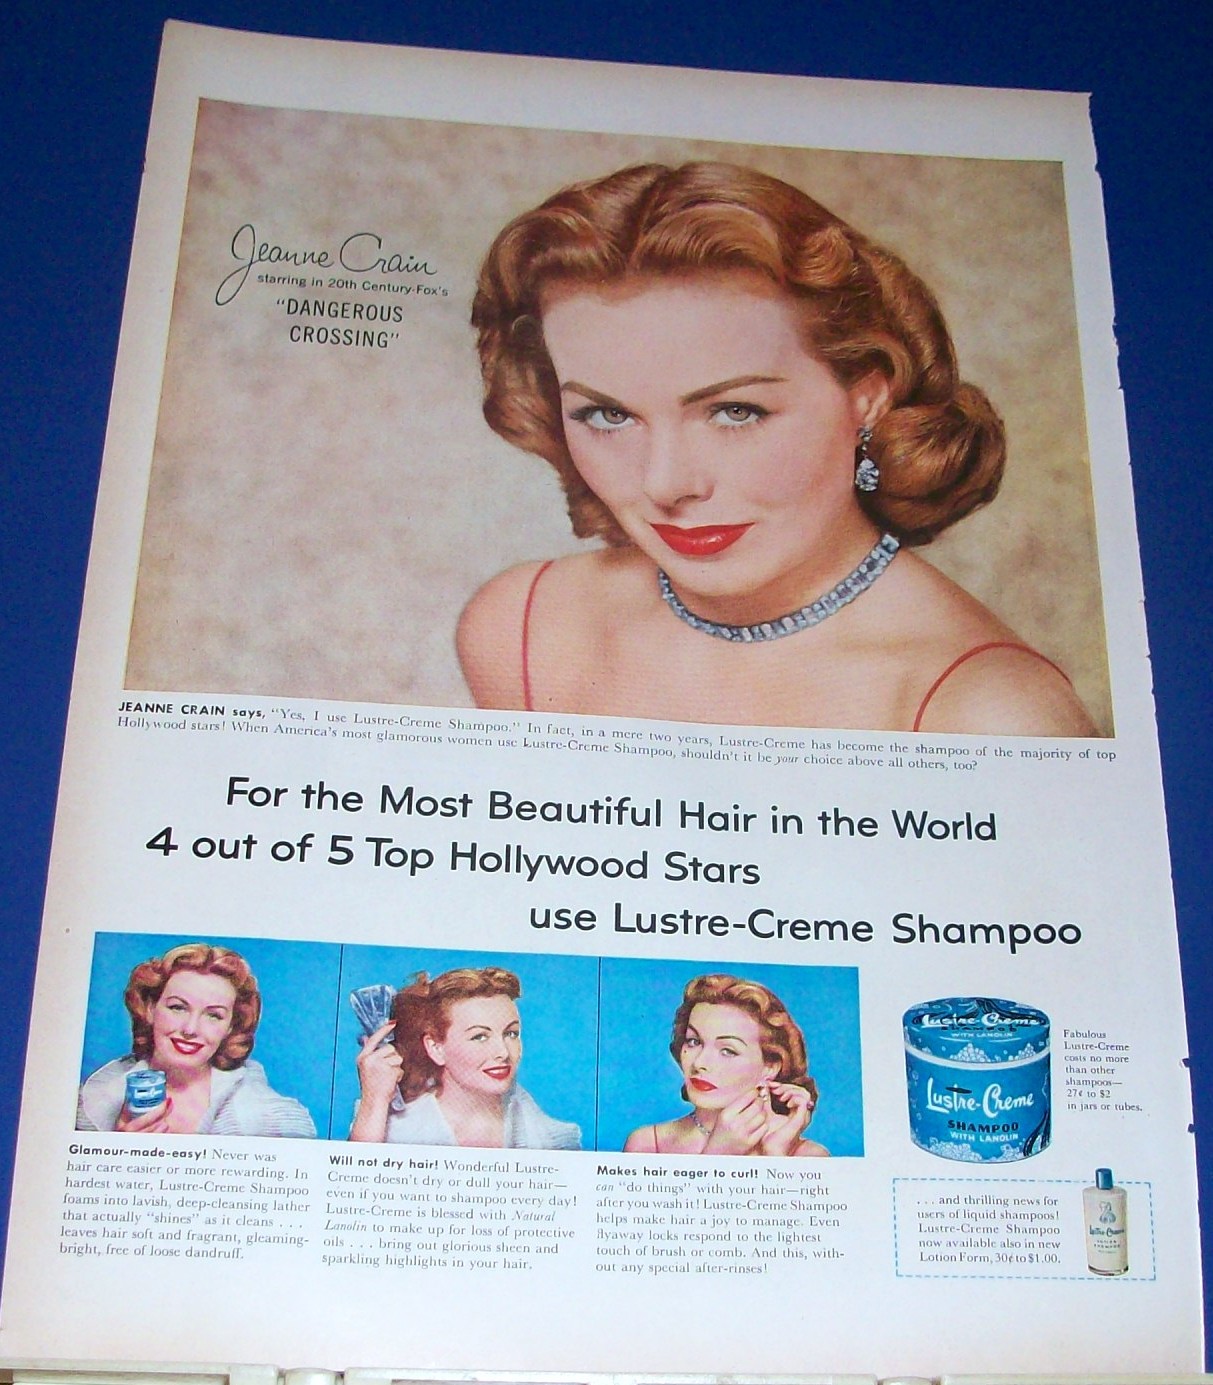 Jeanne Crain
starring in 20th Century-Fox's
"DANGEROUS
CROSSING"
JEANNE CRAIN says, "Yes, I use Lustre-Creme Shampoo." In fact, in a mere two years, Lustre-Creme has become the shampoo of the majority of top
Hollywood stars! When America's most glamorous women use Lustre-Creme Shampoo, shouldn't it be your choice above all others, too?
For the Most Beautiful Hair in the World
4 out of 5 Top Hollywood Stars
use Lustre-Creme Shampoo
Glamour-made-easy! Never was
hair care easier or more rewarding. In
hardest water, Lustre-Creme Shampoo
foams into lavish, deep-cleansing lather
that actually "shines" as it cleans . . .
leaves hair soft and fragrant, gleaming-
bright, free of loose dandruff.
Will not dry hair! Wonderful Lustre-
Creme doesn't dry or dull your hair—
even if you want to shampoo every day!
Lustre-Creme is blessed with Natural
Lanolin to make up for loss of protective
oils . . . bring out glorious sheen and
sparkling highlights in your hair.
Makes hair eager to curl! Now you
can "do things" with your hair—right
after you wash it! Lustre-Creme Shampoo
helps make hair a joy to manage. Even
flyaway locks respond to the lightest
touch of brush or comb. And this, with-
out any special after-rinses!
Lustre-Creme
SHAMPOO
WITH LANOLIN
Lustre-Creme
SHAMPOO
WITH LANOLIN
Fabulous
Lustre-Creme
costs no more
than other
shampoos—
27¢ to $2
in jars or tubes.
. . . and thrilling news for
users of liquid shampoos!
Lustre-Creme Shampoo
now available also in new
Lotion Form, 30¢ to $1.00.
Lustre-Creme